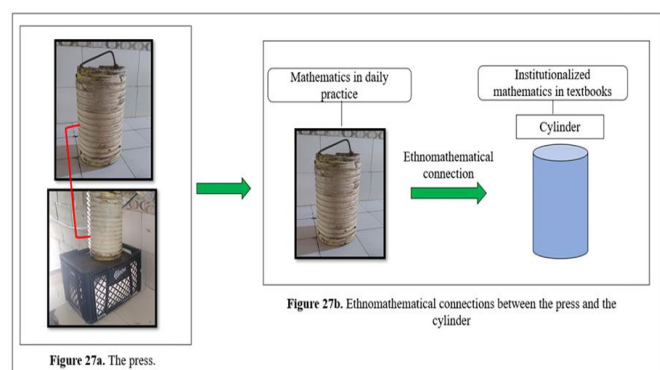 Mathematics in daily
practice
Institutionalized
mathematics in textbooks
Cylinder
Ethnomathematical
connection
Figure 27b. Ethnomathematical connections between the press and the
cylinder
Figure 27a. The press.